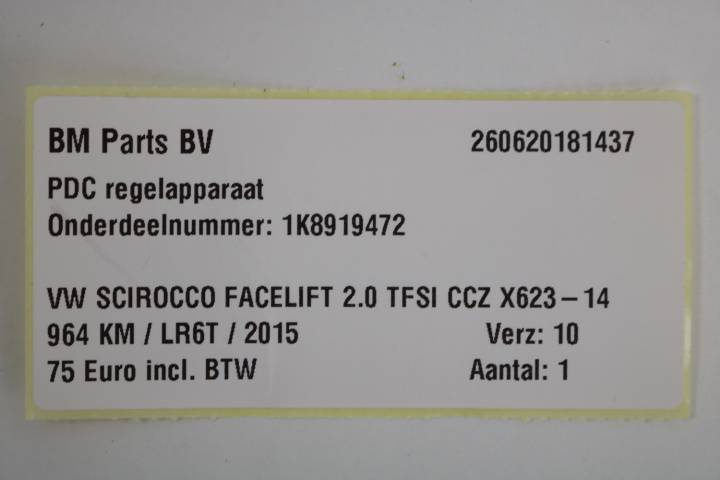 BM Parts BV 260620181437
PDC regelapparaat
Onderdeelnummer: 1K8919472
VW SCIROCCO FACELIFT 2.0 TFSI CCZ X623-14
964 KM / LR6T / 2015 Verz: 10
75 Euro incl. BTW Aantal: 1